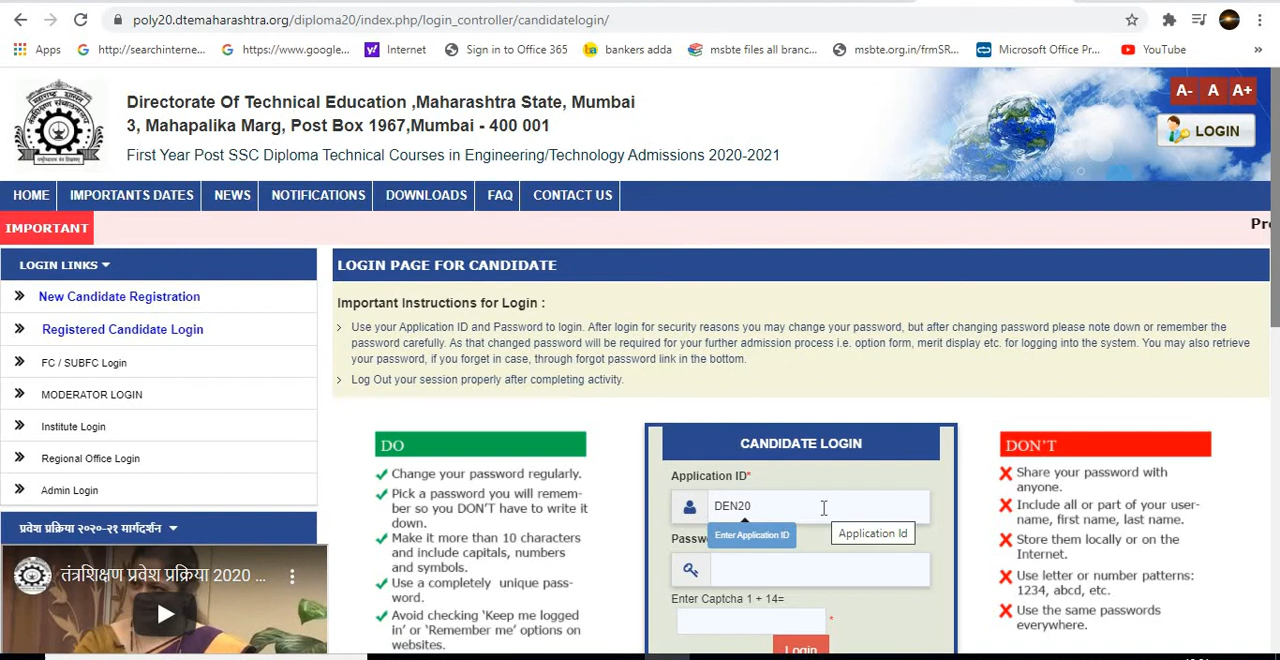 poly20.dtemaharashtra.org/diploma20/index.php/login_controller/candidatelogin/
Apps
http://searchinterne...
https://www.google...
Internet
Sign in to Office 365
bankers adda
msbte files all branc...
msbte.org.in/frmSR...
Microsoft Office Pr...
YouTube
»
Directorate Of Technical Education ,Maharashtra State, Mumbai
3, Mahapalika Marg, Post Box 1967,Mumbai - 400 001
First Year Post SSC Diploma Technical Courses in Engineering/Technology Admissions 2020-2021
A- A A+
LOGIN
HOME
IMPORTANTS DATES
NEWS
NOTIFICATIONS
DOWNLOADS
FAQ
CONTACT US
IMPORTANT
Pr
LOGIN LINKS
New Candidate Registration
Registered Candidate Login
FC / SUBFC Login
MODERATOR LOGIN
Institute Login
Regional Office Login
Admin Login
प्रवेश प्रक्रिया २०२०-२१ मार्गदर्शन
तंत्रशिक्षण प्रवेश प्रक्रिया 2020 ...
LOGIN PAGE FOR CANDIDATE
Important Instructions for Login :
Use your Application ID and Password to login. After login for security reasons you may change your password, but after changing password please note down or remember the
password carefully. As that changed password will be required for your further admission process i.e. option form, merit display etc. for logging into the system. You may also retrieve
your password, if you forget in case, through forgot password link in the bottom.
Log Out your session properly after completing activity.
DO
Change your password regularly.
Pick a password you will remem-
ber so you DON'T have to write it
down.
Make it more than 10 characters
and include capitals, numbers
and symbols.
Use a completely unique pass-
word.
Avoid checking 'Keep me logged
in' or 'Remember me' options on
websites.
CANDIDATE LOGIN
Application ID*
DEN20
Enter Application ID
Application Id
Passw
Enter Captcha 1 + 14=
*
Login
DON'T
Share your password with
anyone.
Include all or part of your user-
name, first name, last name.
Store them locally or on the
Internet.
Use letter or number patterns:
1234, abcd, etc.
Use the same passwords
everywhere.